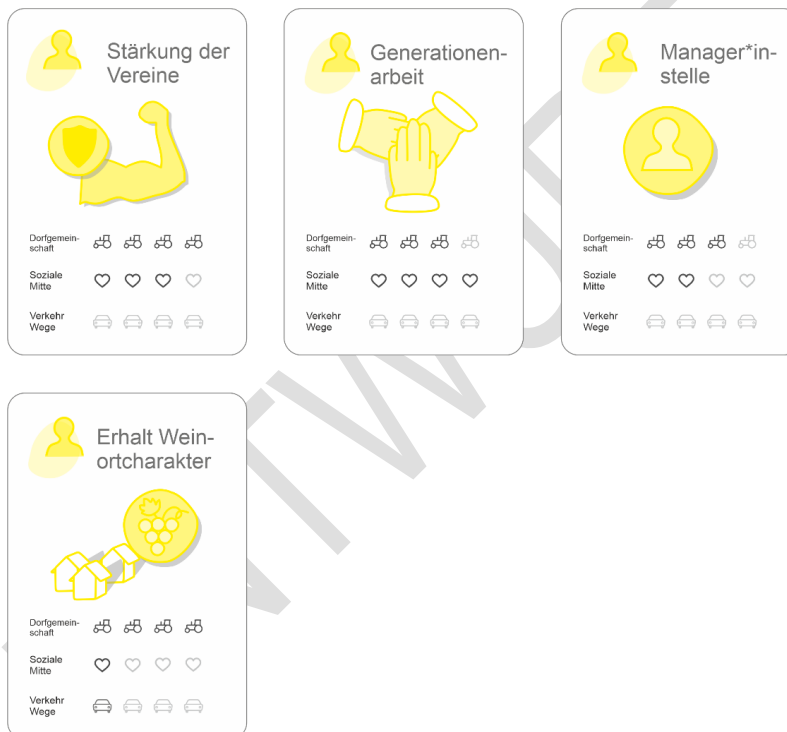 Stärkung der
Vereine
Dorfgemein-
schaft
Soziale
Mitte
Verkehr
Wege
Generationen-
arbeit
Dorfgemein-
schaft
Soziale
Mitte
Verkehr
Wege
Manager*in-
stelle
Dorfgemein-
schaft
Soziale
Mitte
Verkehr
Wege
Erhalt Wein-
ortcharakter
Dorfgemein-
schaft
Soziale
Mitte
Verkehr
Wege